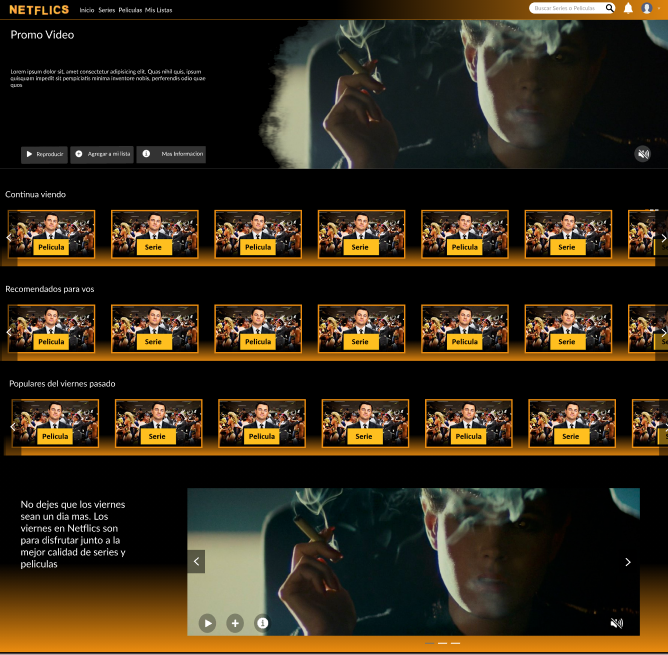 NETFLICS Inicio Series Peliculas Mis Listas Buscar Series o Peliculas
Promo Video
Lorem ipsum dolor sit, amet consectetur adipisicing elit. Quas nihil quis, ipsum
quisquam impedit sit perspiciatis minima inventore nobis, perferendis odio quae
quos
Reproducir Agregar a mi lista Mas Informacion
Continua viendo
Pelicula Serie Pelicula Serie Pelicula Serie
Recomendados para vos
Pelicula Serie Pelicula Serie Pelicula Serie
Populares del viernes pasado
Pelicula Serie Pelicula Serie Pelicula Serie
No dejes que los viernes
sean un dia mas. Los
viernes en Netflics son
para disfrutar junto a la
mejor calidad de series y
peliculas